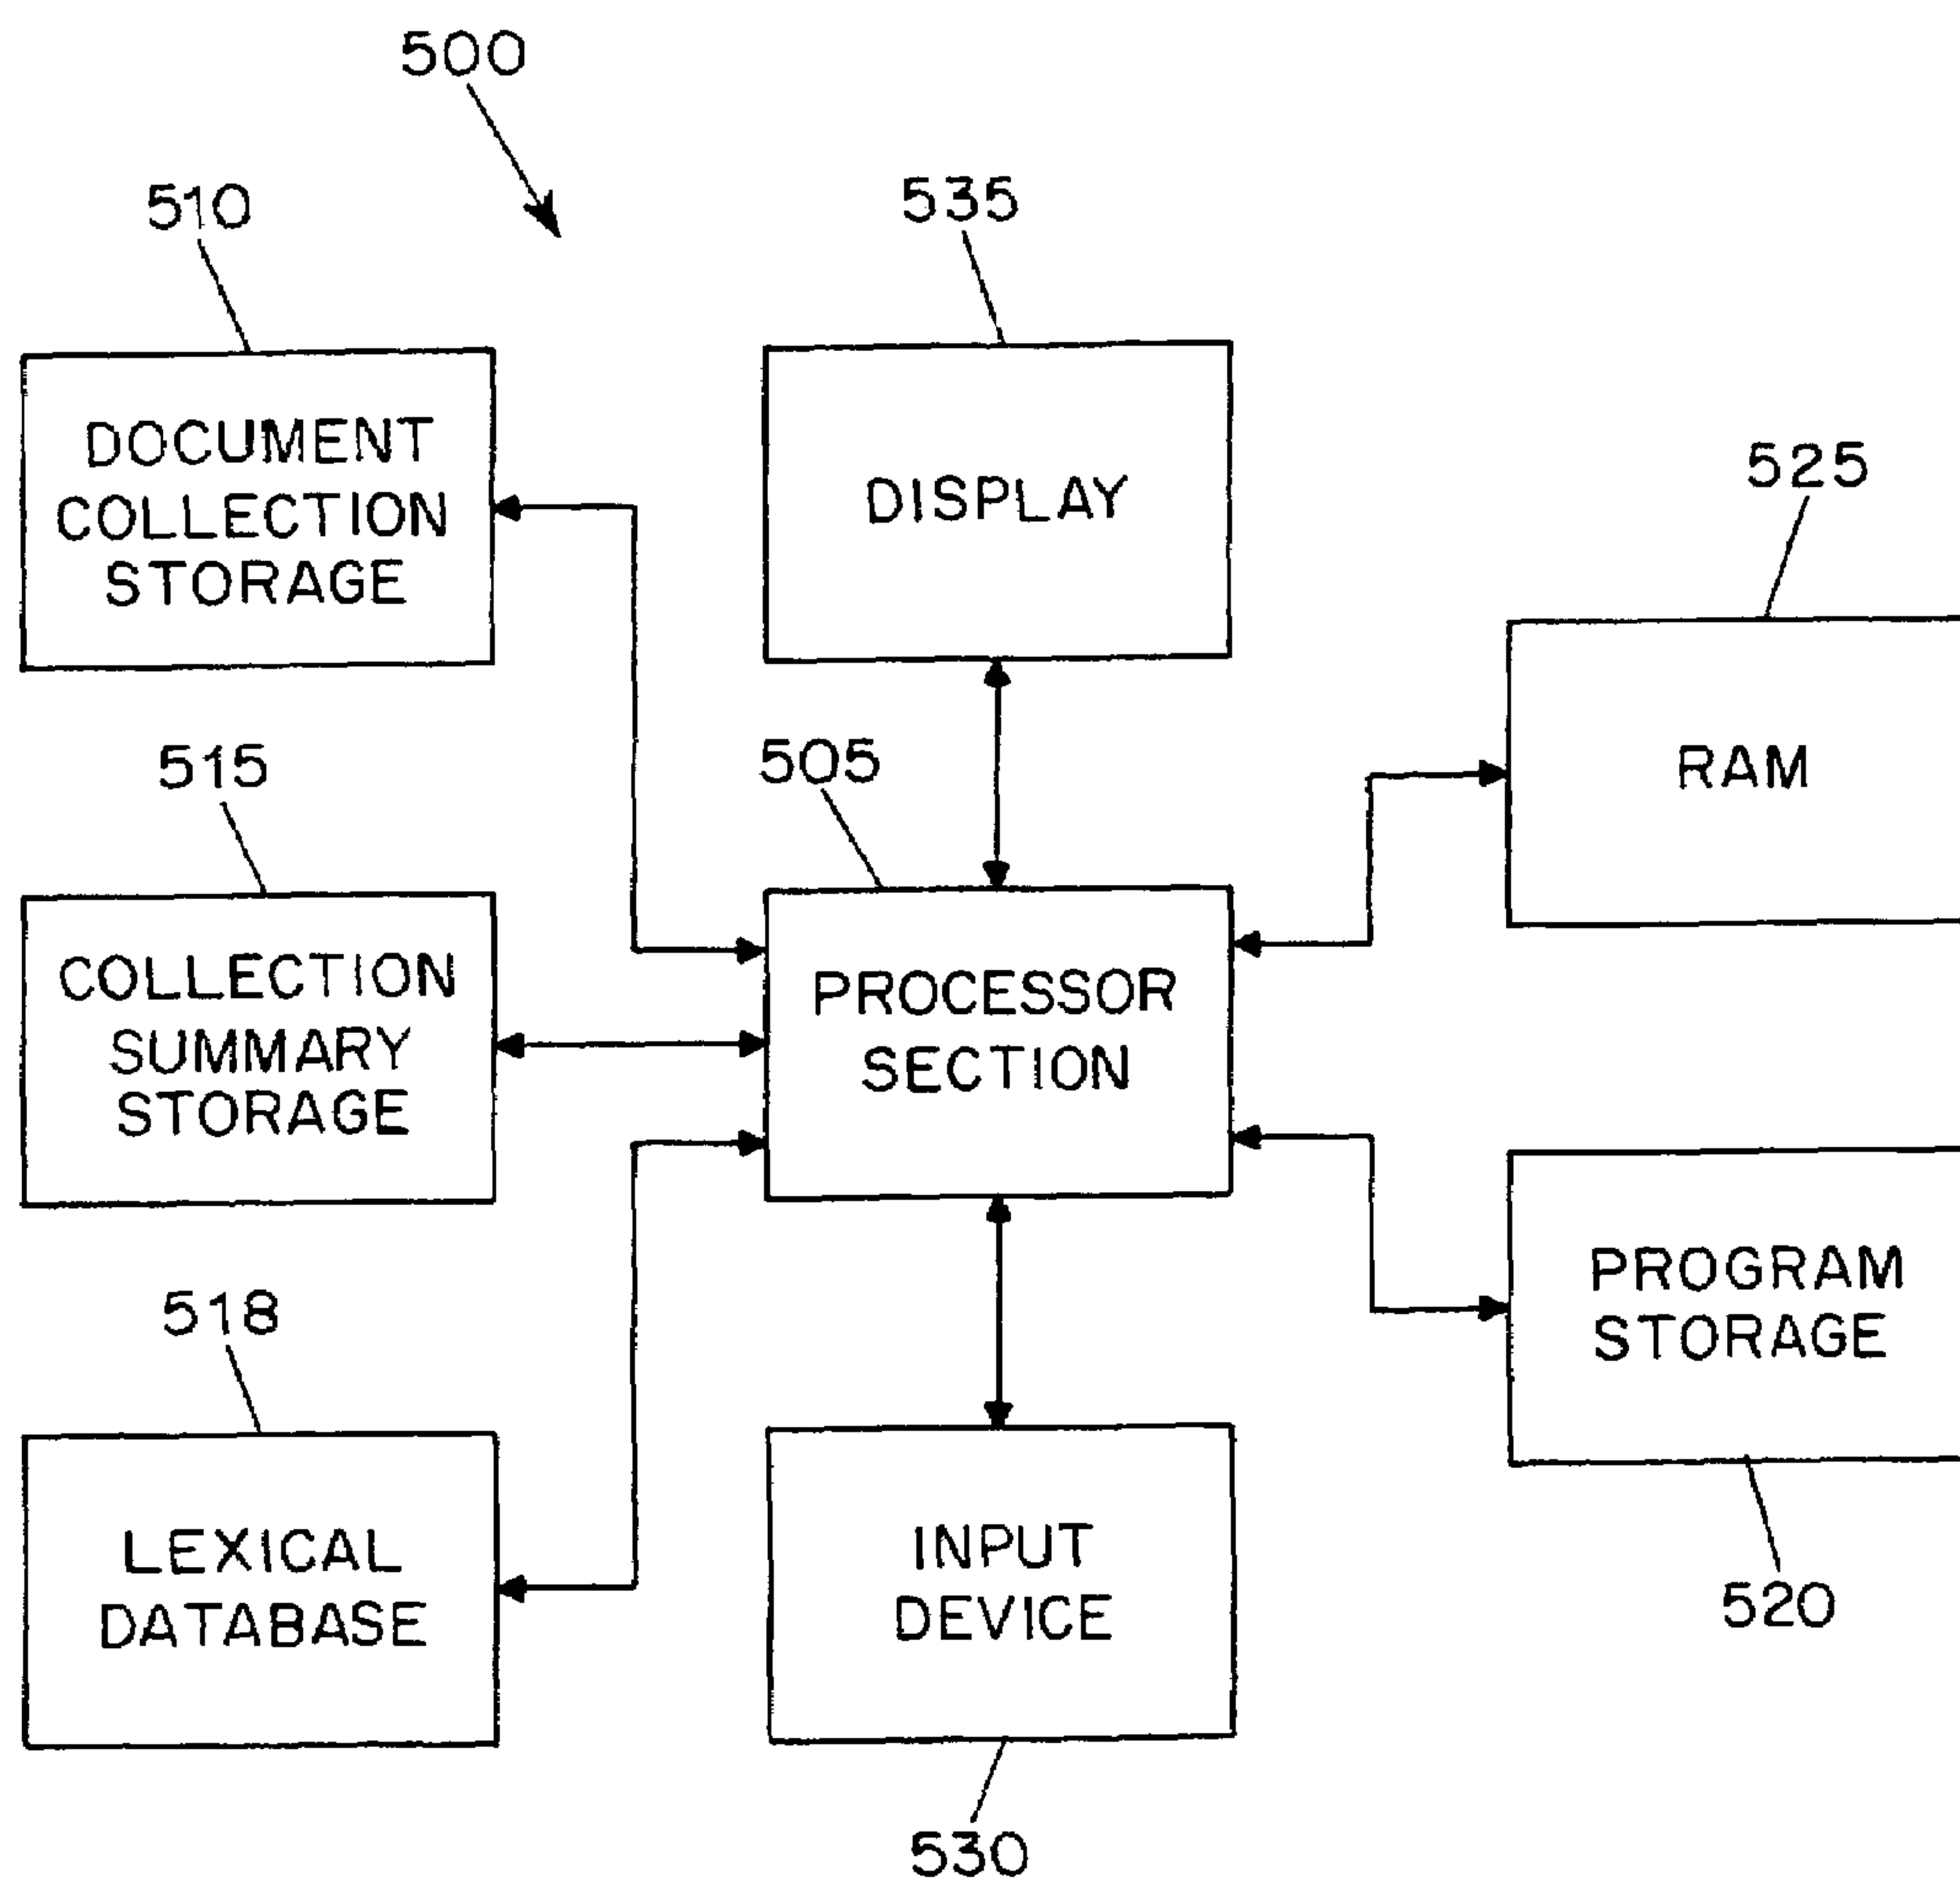 500
510
535
DOCUMENT
COLLECTION
STORAGE
DISPLAY
525
RAM
515
505
COLLECTION
SUMMARY
STORAGE
PROCESSOR
SECTION
518
PROGRAM
STORAGE
LEXICAL
DATABASE
INPUT
DEVICE
520
530